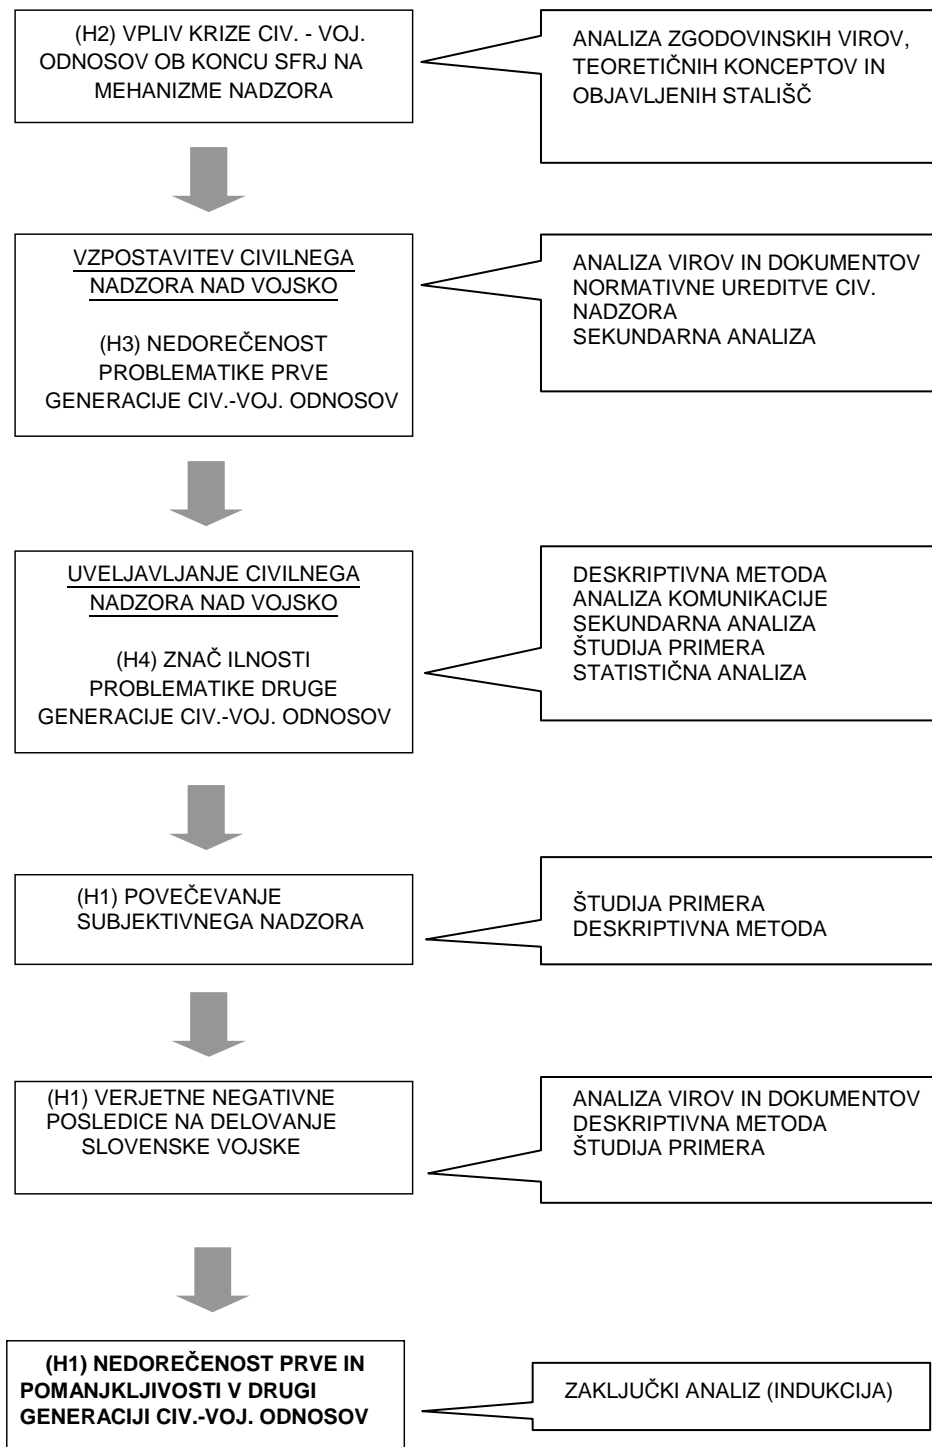 (H2) VPLIV KRIZE CIV. - VOJ.
ODNOSOV OB KONCU SFRJ NA
MEHANIZME NADZORA
ANALIZA ZGODOVINSKIH VIROV,
TEORETIČNIH KONCEPTOV IN
OBJAVLJENIH STALIŠČ
VZPOSTAVITEV CIVILNEGA
NADZORA NAD VOJSKO
(H3) NEDOREČENOST
PROBLEMATIKE PRVE
GENERACIJE CIV.-VOJ. ODNOSOV
ANALIZA VIROV IN DOKUMENTOV
NORMATIVNE UREDITVE CIV.
NADZORA
SEKUNDARNA ANALIZA
UVELJAVLJANJE CIVILNEGA
NADZORA NAD VOJSKO
(H4) ZNAČ ILNOSTI
PROBLEMATIKE DRUGE
GENERACIJE CIV.-VOJ. ODNOSOV
DESKRIPTIVNA METODA
ANALIZA KOMUNIKACIJE
SEKUNDARNA ANALIZA
ŠTUDIJA PRIMERA
STATISTIČNA ANALIZA
(H1) POVEČEVANJE
SUBJEKTIVNEGA NADZORA
ŠTUDIJA PRIMERA
DESKRIPTIVNA METODA
(H1) VERJETNE NEGATIVNE
POSLEDICE NA DELOVANJE
SLOVENSKE VOJSKE
ANALIZA VIROV IN DOKUMENTOV
DESKRIPTIVNA METODA
ŠTUDIJA PRIMERA
(H1) NEDOREČENOST PRVE IN
POMANJKLJIVOSTI V DRUGI
GENERACIJI CIV.-VOJ. ODNOSOV
ZAKLJUČKI ANALIZ (INDUKCIJA)